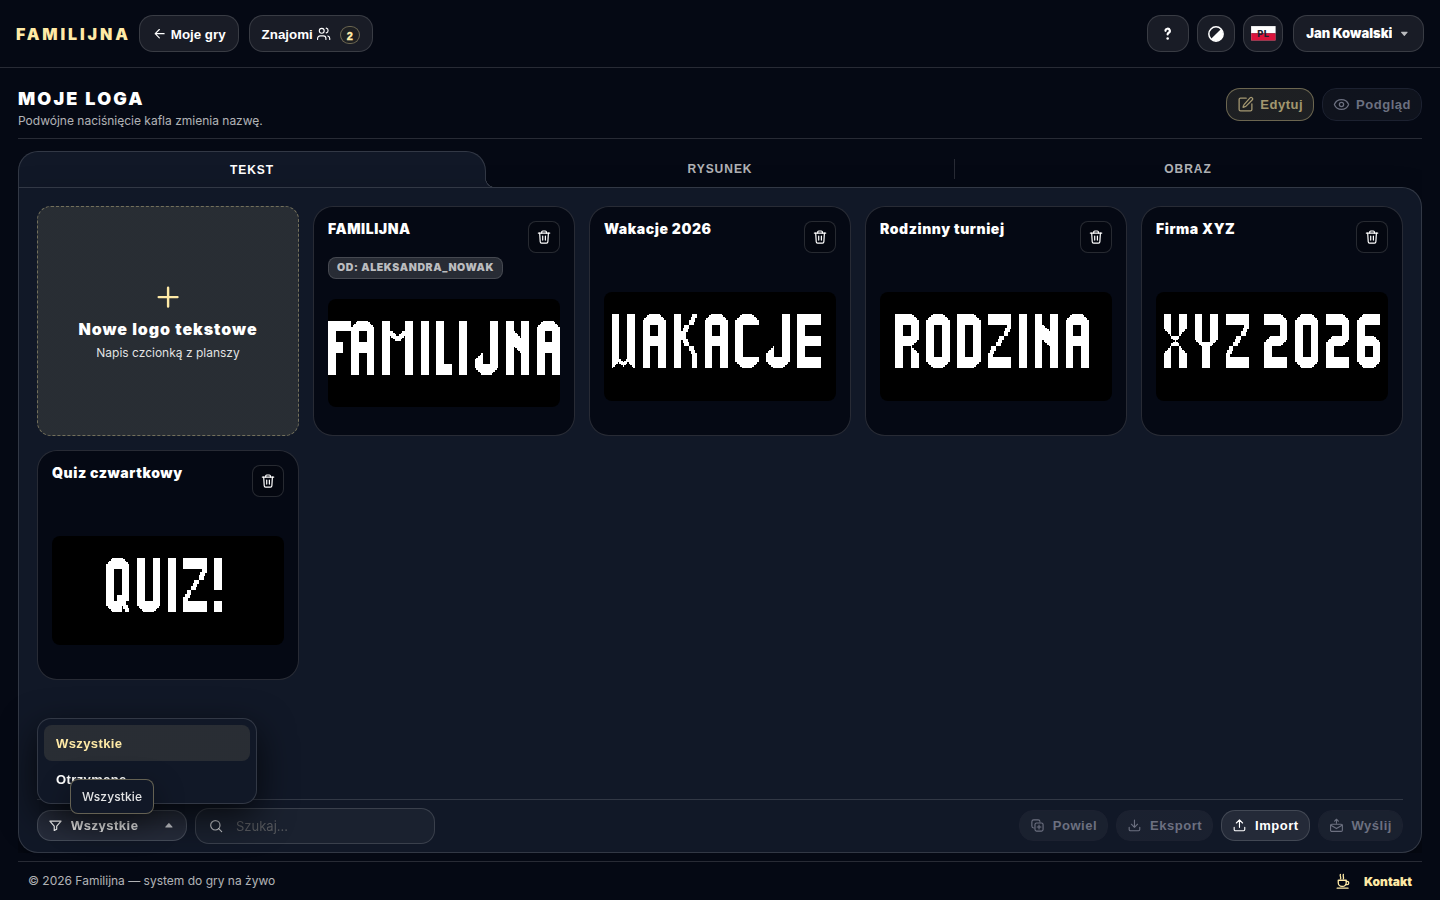 FAMILIJNA
Moje gry
Znajomi 2
?
PL
Jan Kowalski
MOJE LOGA
Podwójne naciśnięcie kafla zmienia nazwę.
Edytuj
Podgląd
TEKST
RYSUNEK
OBRAZ
Nowe logo tekstowe
Napis czcionką z planszy
FAMILIJNA
OD: ALEKSANDRA_NOWAK
FAMILIJNA
Wakacje 2026
WAKACJE
Rodzinny turniej
RODZINA
Firma XYZ
XYZ 2026
Quiz czwartkowy
QUIZ!
Wszystkie
Wszystkie
Wszystkie
Szukaj...
Powiel
Eksport
Import
Wyślij
© 2026 Familijna — system do gry na żywo
Kontakt